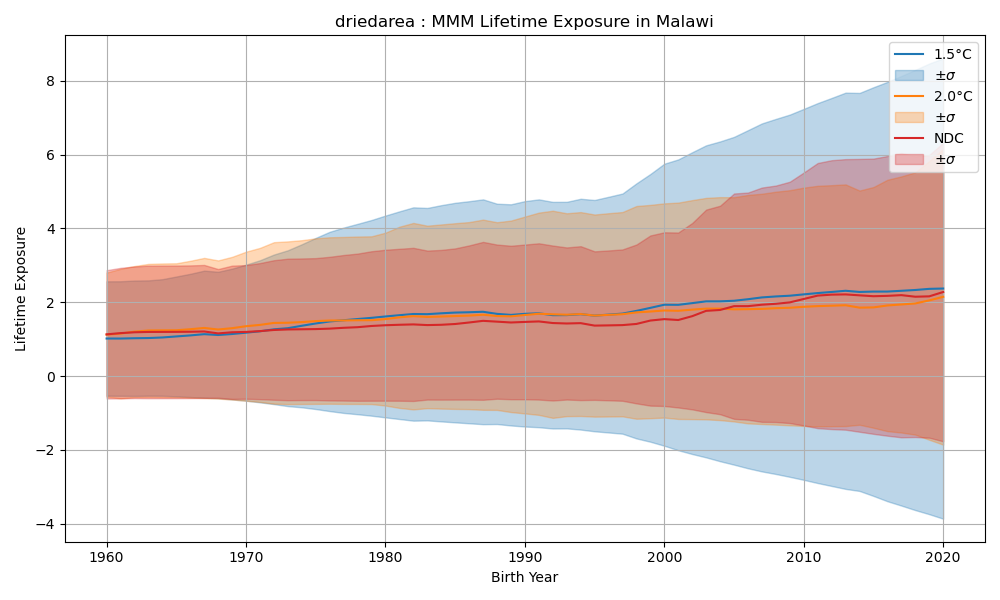 driedarea : MMM Lifetime Exposure in Malawi
Lifetime Exposure
8
6
4
2
0
−2
−4
1.5°C
±σ
2.0°C
±σ
NDC
±σ
1960
1970
1980
1990
2000
2010
2020
Birth Year